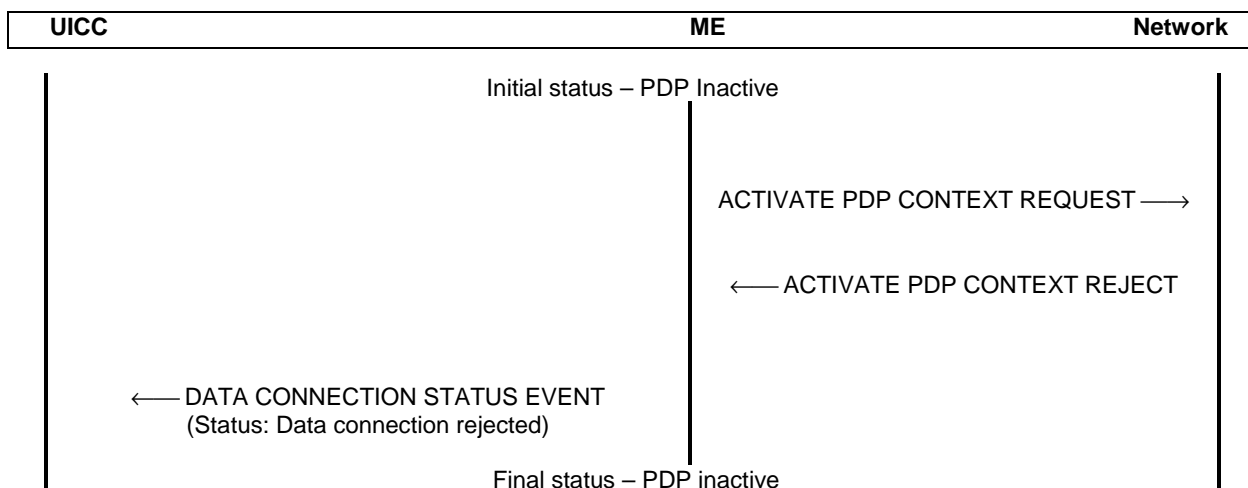 UICC ME Network
Initial status – PDP Inactive
ACTIVATE PDP CONTEXT REQUEST
ACTIVATE PDP CONTEXT REJECT
DATA CONNECTION STATUS EVENT
(Status: Data connection rejected)
Final status – PDP inactive